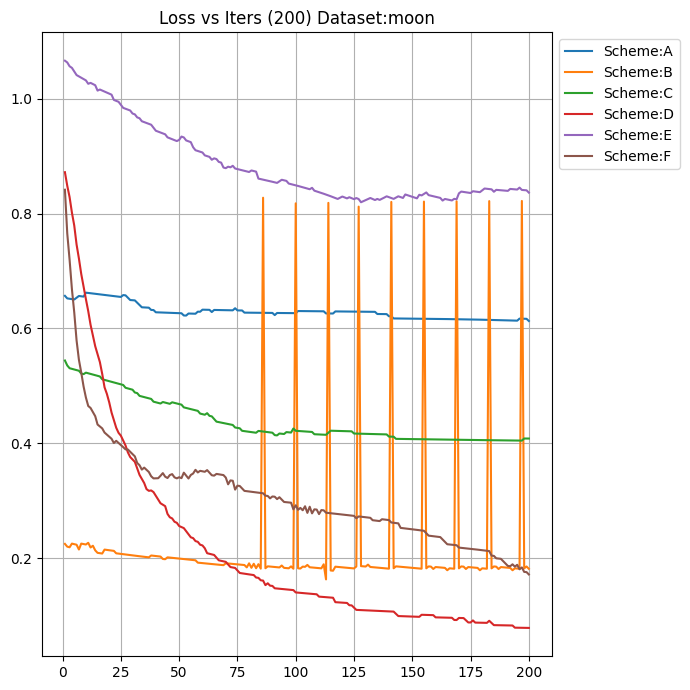 Loss vs Iters (200) Dataset:moon
1.0
0.8
0.6
0.4
0.2
0 25 50 75 100 125 150 175 200
Scheme:A
Scheme:B
Scheme:C
Scheme:D
Scheme:E
Scheme:F